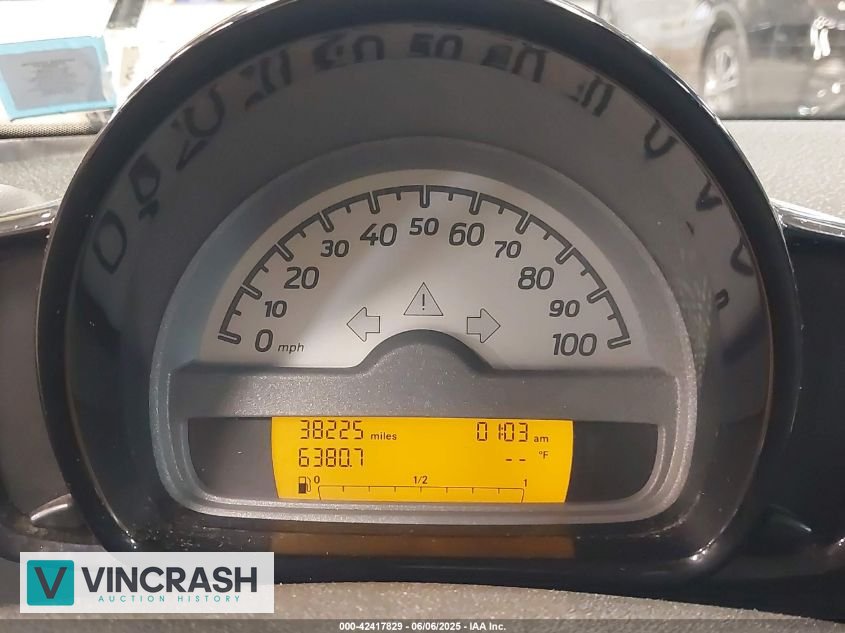 0 10 20 30 40 50 60 70 80 90 100
mph
38225 miles 01:03 am
6380.7 -- °F
0 1/2 1
V VINCRASH
AUCTION HISTORY
000-42417829 - 06/06/2025 - IAA Inc.